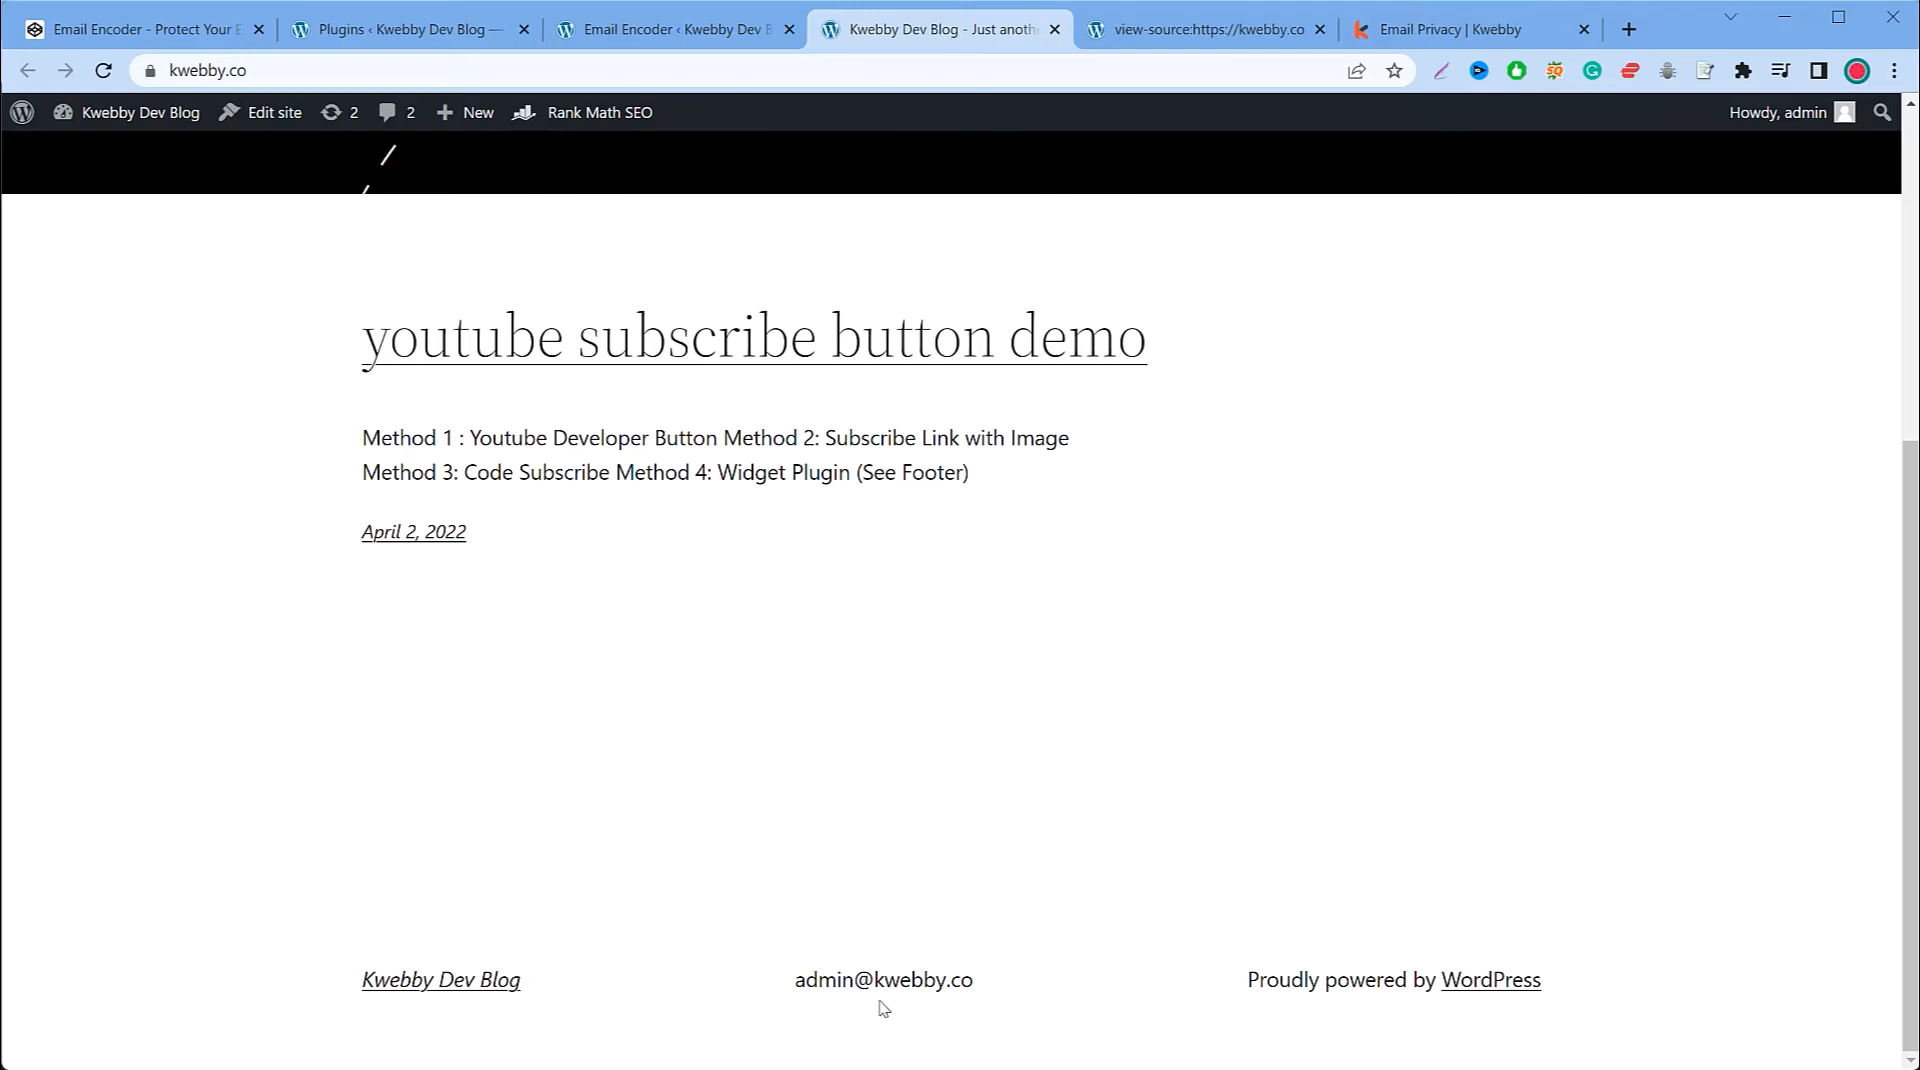 Email Encoder - Protect Your E
Plugins ‹ Kwebby Dev Blog —
Email Encoder ‹ Kwebby Dev B
Kwebby Dev Blog - Just anoth
view-source:https://kwebby.co
Email Privacy | Kwebby
kwebby.co
Kwebby Dev Blog
Edit site
2
2
New
Rank Math SEO
Howdy, admin
youtube subscribe button demo
Method 1 : Youtube Developer Button Method 2: Subscribe Link with Image
Method 3: Code Subscribe Method 4: Widget Plugin (See Footer)
April 2, 2022
Kwebby Dev Blog
admin@kwebby.co
Proudly powered by WordPress